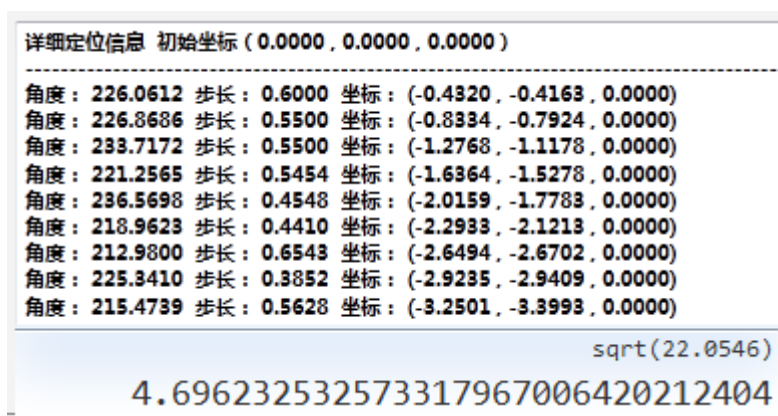 详细定位信息 初始坐标 ( 0.0000 , 0.0000 , 0.0000 )
--------------------------------------------------------------------------------
角度： 226.0612 步长： 0.6000 坐标： (-0.4320 , -0.4163 , 0.0000)
角度： 226.8686 步长： 0.5500 坐标： (-0.8334 , -0.7924 , 0.0000)
角度： 233.7172 步长： 0.5500 坐标： (-1.2768 , -1.1178 , 0.0000)
角度： 221.2565 步长： 0.5454 坐标： (-1.6364 , -1.5278 , 0.0000)
角度： 236.5698 步长： 0.4548 坐标： (-2.0159 , -1.7783 , 0.0000)
角度： 218.9623 步长： 0.4410 坐标： (-2.2933 , -2.1213 , 0.0000)
角度： 212.9800 步长： 0.6543 坐标： (-2.6494 , -2.6702 , 0.0000)
角度： 225.3410 步长： 0.3852 坐标： (-2.9235 , -2.9409 , 0.0000)
角度： 215.4739 步长： 0.5628 坐标： (-3.2501 , -3.3993 , 0.0000)
sqrt(22.0546)
4.6962325325733179670064202​12404